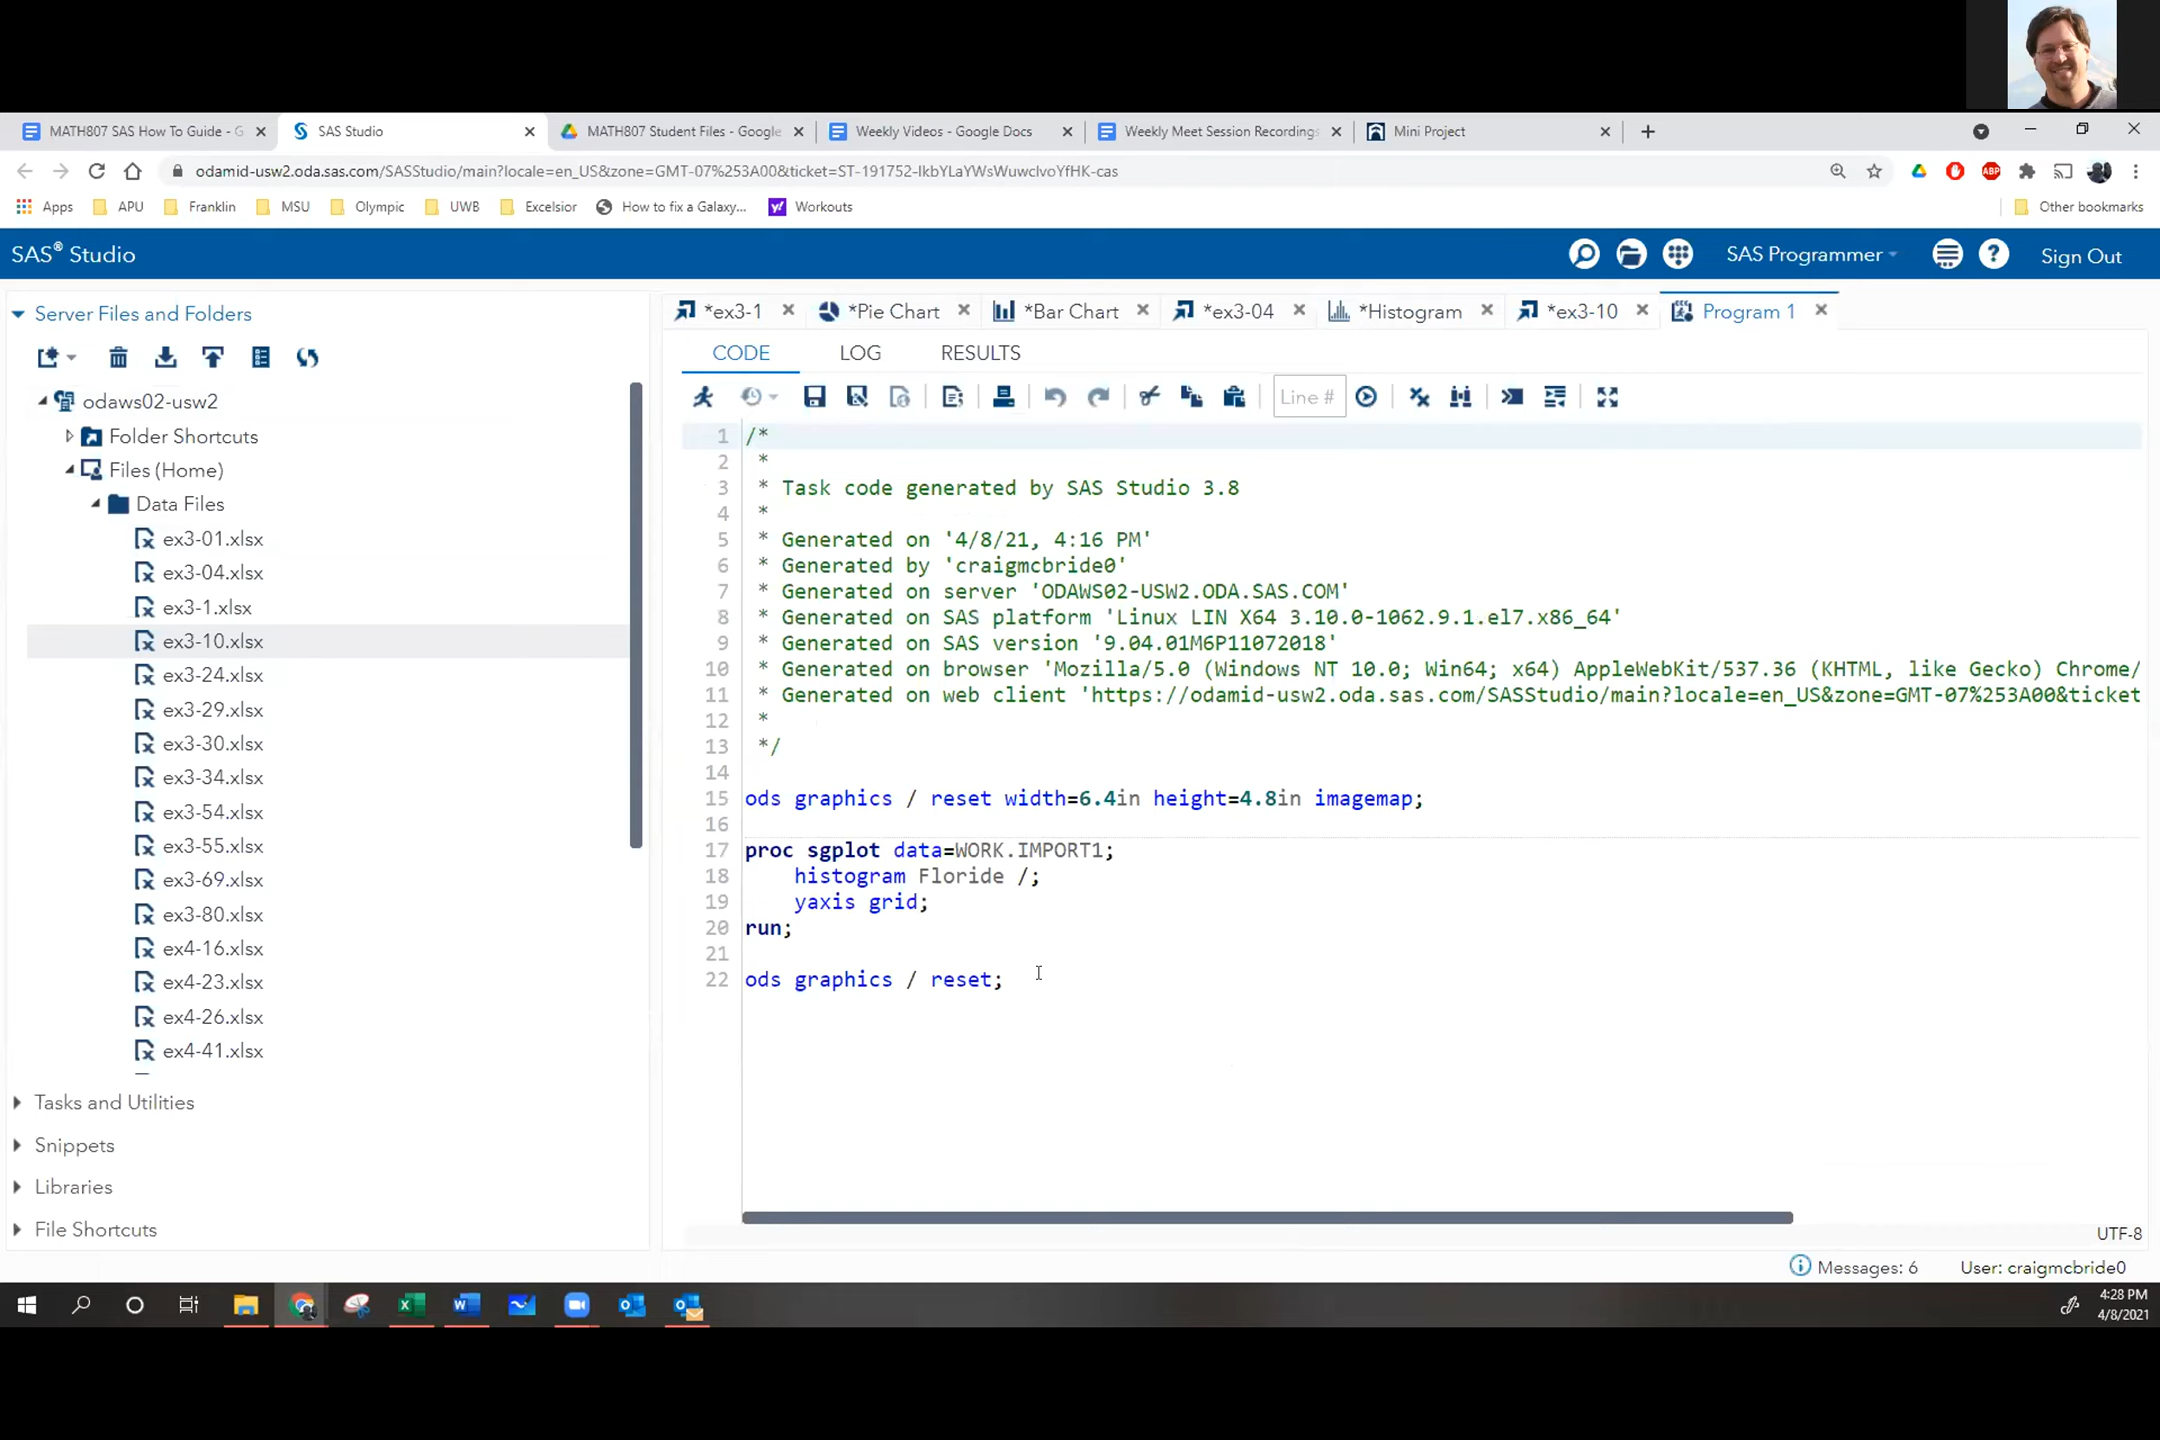 MATH807 SAS How To Guide - G
SAS Studio
MATH807 Student Files - Google
Weekly Videos - Google Docs
Weekly Meet Session Recordings
Mini Project
odamid-usw2.oda.sas.com/SASStudio/main?locale=en_US&zone=GMT-07%253A00&ticket=ST-191752-IkbYLaYWsWuwcIvoYfHK-cas
ABP
Apps
APU
Franklin
MSU
Olympic
UWB
Excelsior
How to fix a Galaxy...
Workouts
Other bookmarks
SAS® Studio
SAS Programmer
Sign Out
Server Files and Folders
odaws02-usw2
Folder Shortcuts
Files (Home)
Data Files
ex3-01.xlsx
ex3-04.xlsx
ex3-1.xlsx
ex3-10.xlsx
ex3-24.xlsx
ex3-29.xlsx
ex3-30.xlsx
ex3-34.xlsx
ex3-54.xlsx
ex3-55.xlsx
ex3-69.xlsx
ex3-80.xlsx
ex4-16.xlsx
ex4-23.xlsx
ex4-26.xlsx
ex4-41.xlsx
Tasks and Utilities
Snippets
Libraries
File Shortcuts
*ex3-1
*Pie Chart
*Bar Chart
*ex3-04
*Histogram
*ex3-10
Program 1
CODE
LOG
RESULTS
Line #
1 /*
2 *
3 * Task code generated by SAS Studio 3.8
4 *
5 * Generated on '4/8/21, 4:16 PM'
6 * Generated by 'craigmcbride0'
7 * Generated on server 'ODAWS02-USW2.ODA.SAS.COM'
8 * Generated on SAS platform 'Linux LIN X64 3.10.0-1062.9.1.el7.x86_64'
9 * Generated on SAS version '9.04.01M6P11072018'
10 * Generated on browser 'Mozilla/5.0 (Windows NT 10.0; Win64; x64) AppleWebKit/537.36 (KHTML, like Gecko) Chrome/
11 * Generated on web client 'https://odamid-usw2.oda.sas.com/SASStudio/main?locale=en_US&zone=GMT-07%253A00&ticket
12 *
13 */
14
15 ods graphics / reset width=6.4in height=4.8in imagemap;
16
17 proc sgplot data=WORK.IMPORT1;
18 histogram Floride /;
19 yaxis grid;
20 run;
21
22 ods graphics / reset;
UTF-8
Messages: 6
User: craigmcbride0
4:28 PM
4/8/2021